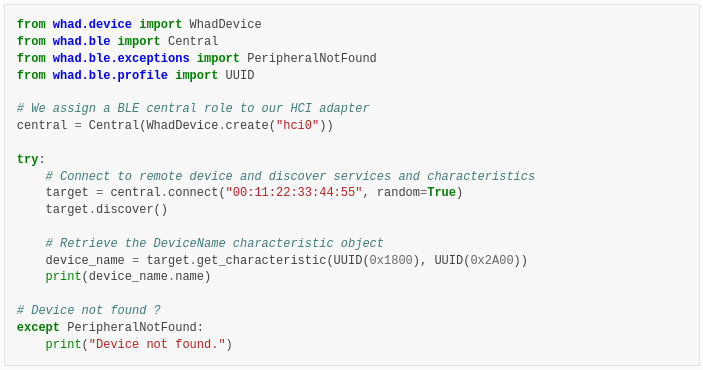 from whad.device import WhadDevice
from whad.ble import Central
from whad.ble.exceptions import PeripheralNotFound
from whad.ble.profile import UUID

# We assign a BLE central role to our HCI adapter
central = Central(WhadDevice.create("hci0"))

try:
    # Connect to remote device and discover services and characteristics
    target = central.connect("00:11:22:33:44:55", random=True)
    target.discover()

    # Retrieve the DeviceName characteristic object
    device_name = target.get_characteristic(UUID(0x1800), UUID(0x2A00))
    print(device_name.name)

# Device not found ?
except PeripheralNotFound:
    print("Device not found.")